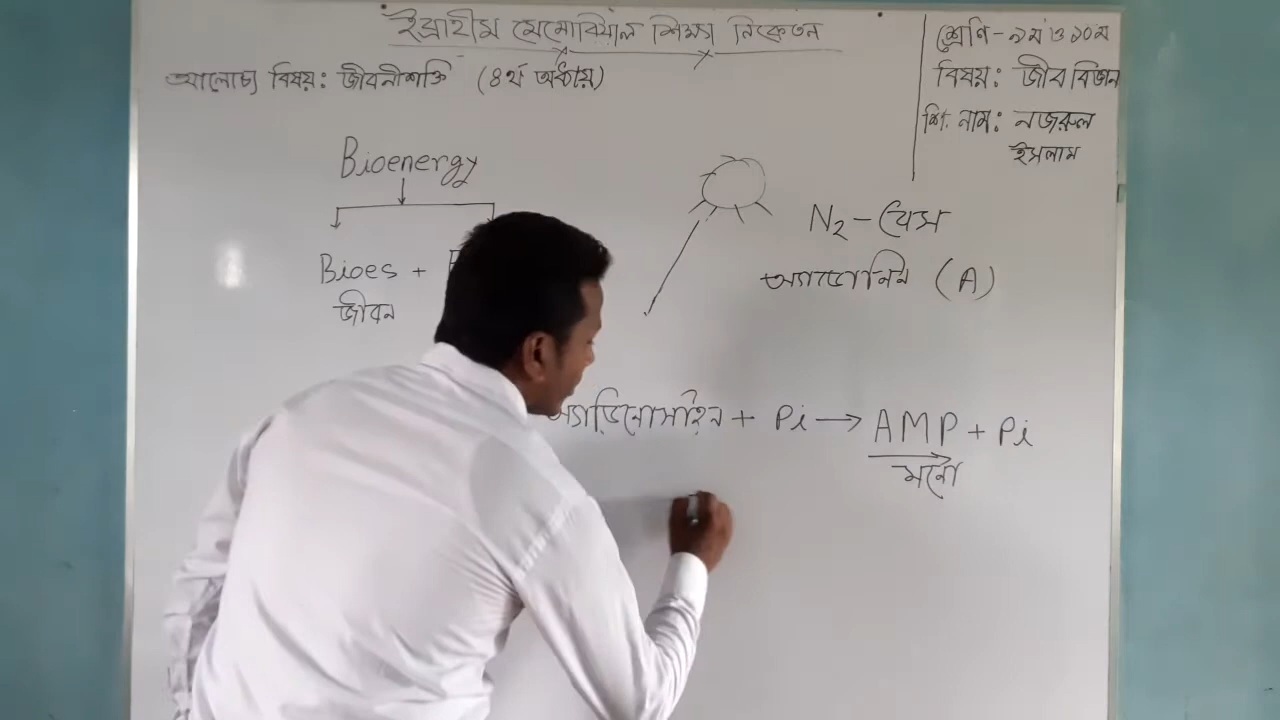 ইব্রাহীম মেমোরিয়াল শিক্ষা নিকেতন
আলোচ্য বিষয়: জীবনীশক্তি (৪র্থ অধ্যায়)
শ্রেণি - ৯ম ও ১০ম
বিষয়: জীব বিজ্ঞান
শি. নাম: নজরুল
ইসলাম
Bioenergy
Bioes +
জীবন
N2 - বেস
অ্যাডোনিন (A)
অ্যাডিনোসাইন + Pi → AMP + Pi
মনো